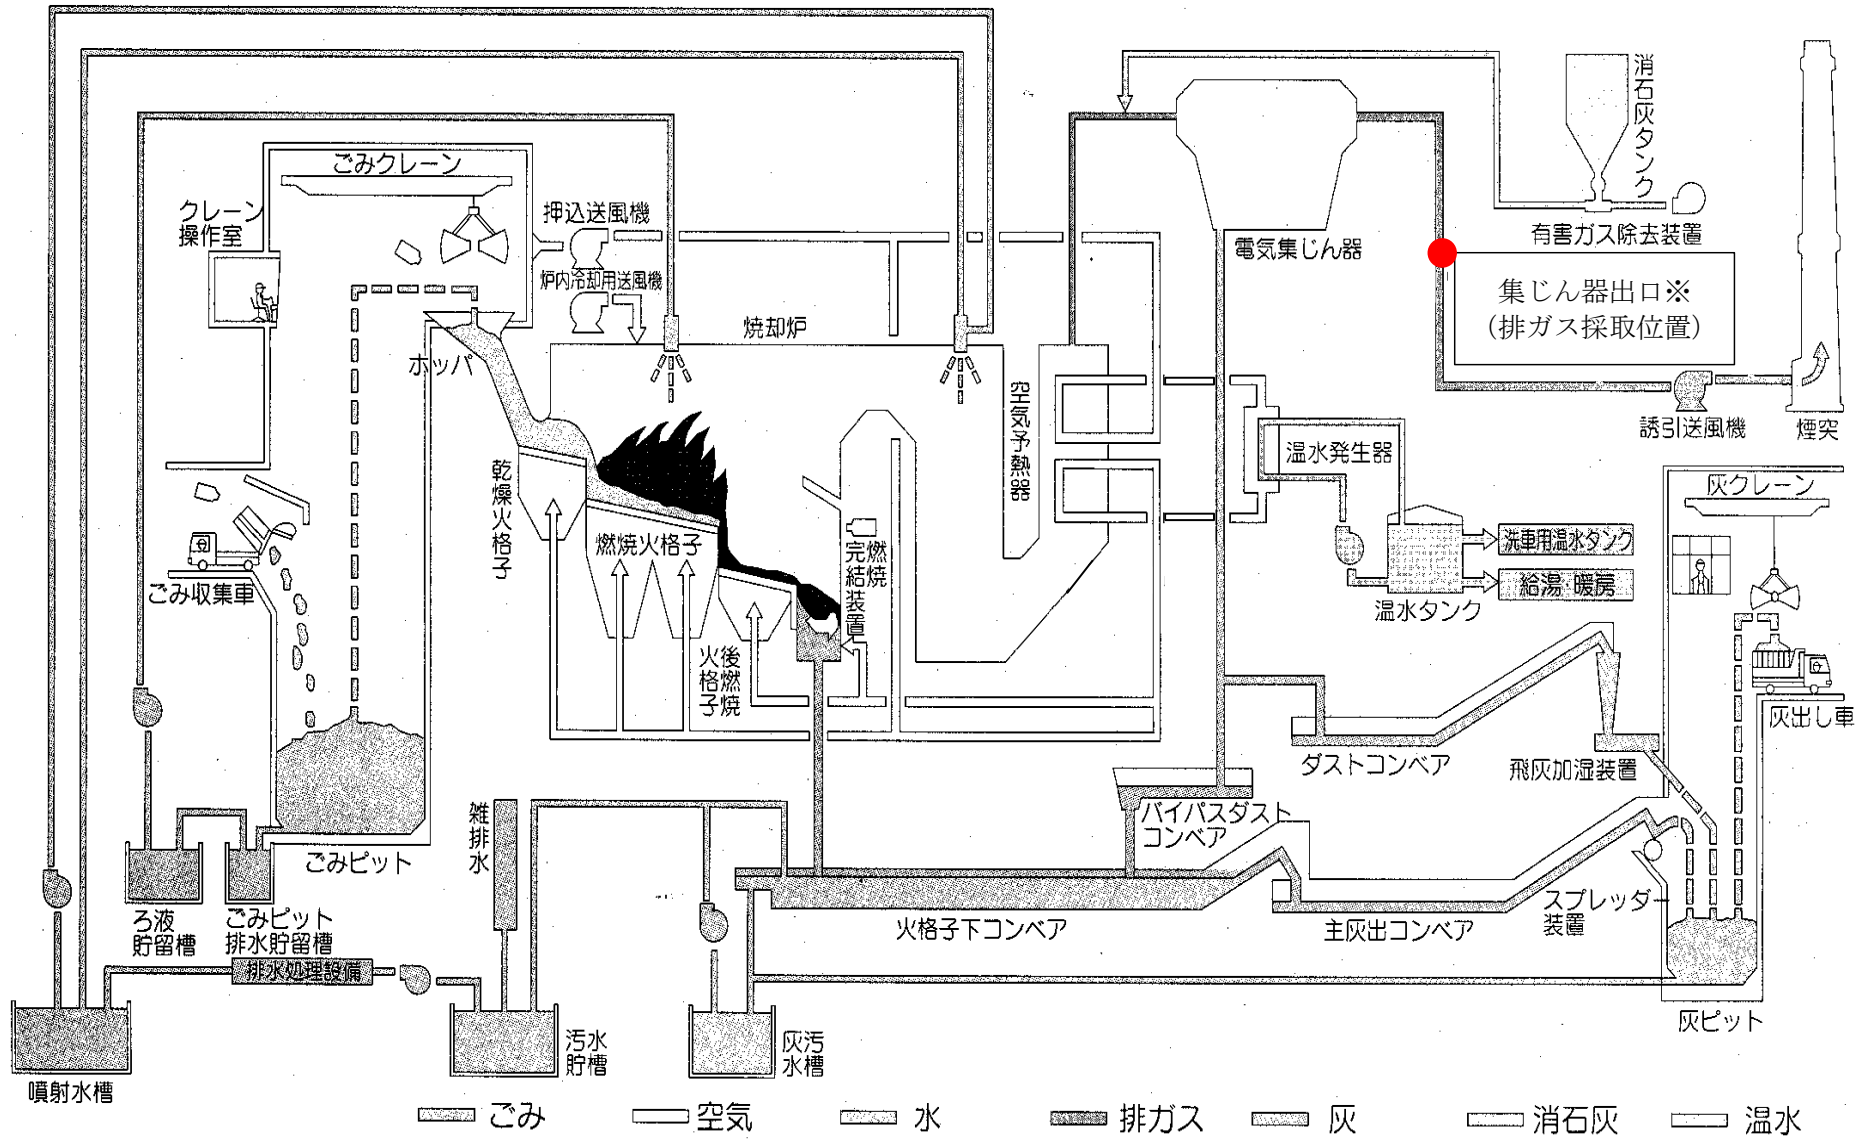 ごみクレーン
クレーン
操作室
押込送風機
炉内冷却用送風機
焼却炉
ホッパ
空気予熱器
電気集じん器
消石灰タンク
有害ガス除去装置
集じん器出口※
（排ガス採取位置）
誘引送風機
煙突
乾燥火格子
燃焼火格子
後燃焼
火格子
燃焼
完結装置
温水発生器
洗車用温水タンク
給湯・暖房
温水タンク
灰クレーン
灰出し車
ごみ収集車
ダストコンベア
飛灰加湿装置
バイパスダスト
コンベア
雑排水
ごみピット
ろ液
貯留槽
ごみピット
排水貯留槽
排水処理設備
火格子下コンベア
主灰出コンベア
スプレッダー
装置
灰ピット
噴射水槽
汚水
貯槽
灰汚
水槽
ごみ
空気
水
排ガス
灰
消石灰
温水